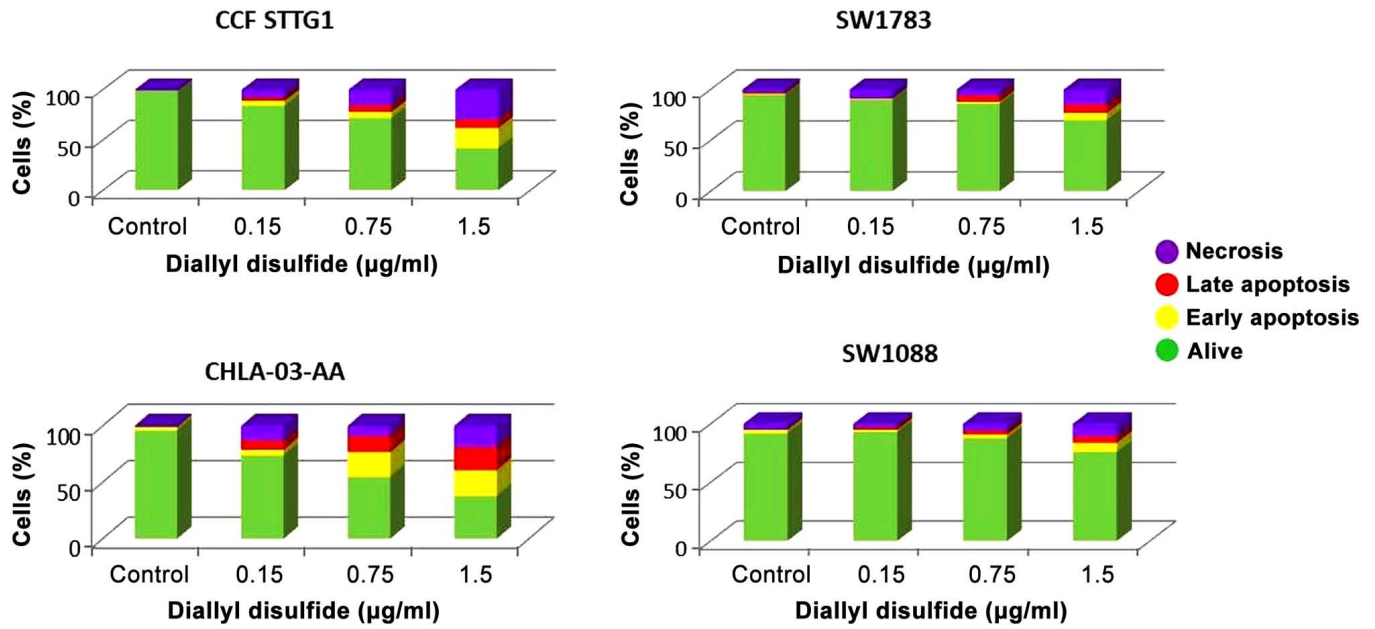 CCF STTG1
Cells (%)
100
50
0
Control 0.15 0.75 1.5
Diallyl disulfide (µg/ml)
SW1783
Cells (%)
100
50
0
Control 0.15 0.75 1.5
Diallyl disulfide (µg/ml)
Necrosis
Late apoptosis
Early apoptosis
Alive
CHLA-03-AA
Cells (%)
100
50
0
Control 0.15 0.75 1.5
Diallyl disulfide (µg/ml)
SW1088
Cells (%)
100
50
0
Control 0.15 0.75 1.5
Diallyl disulfide (µg/ml)